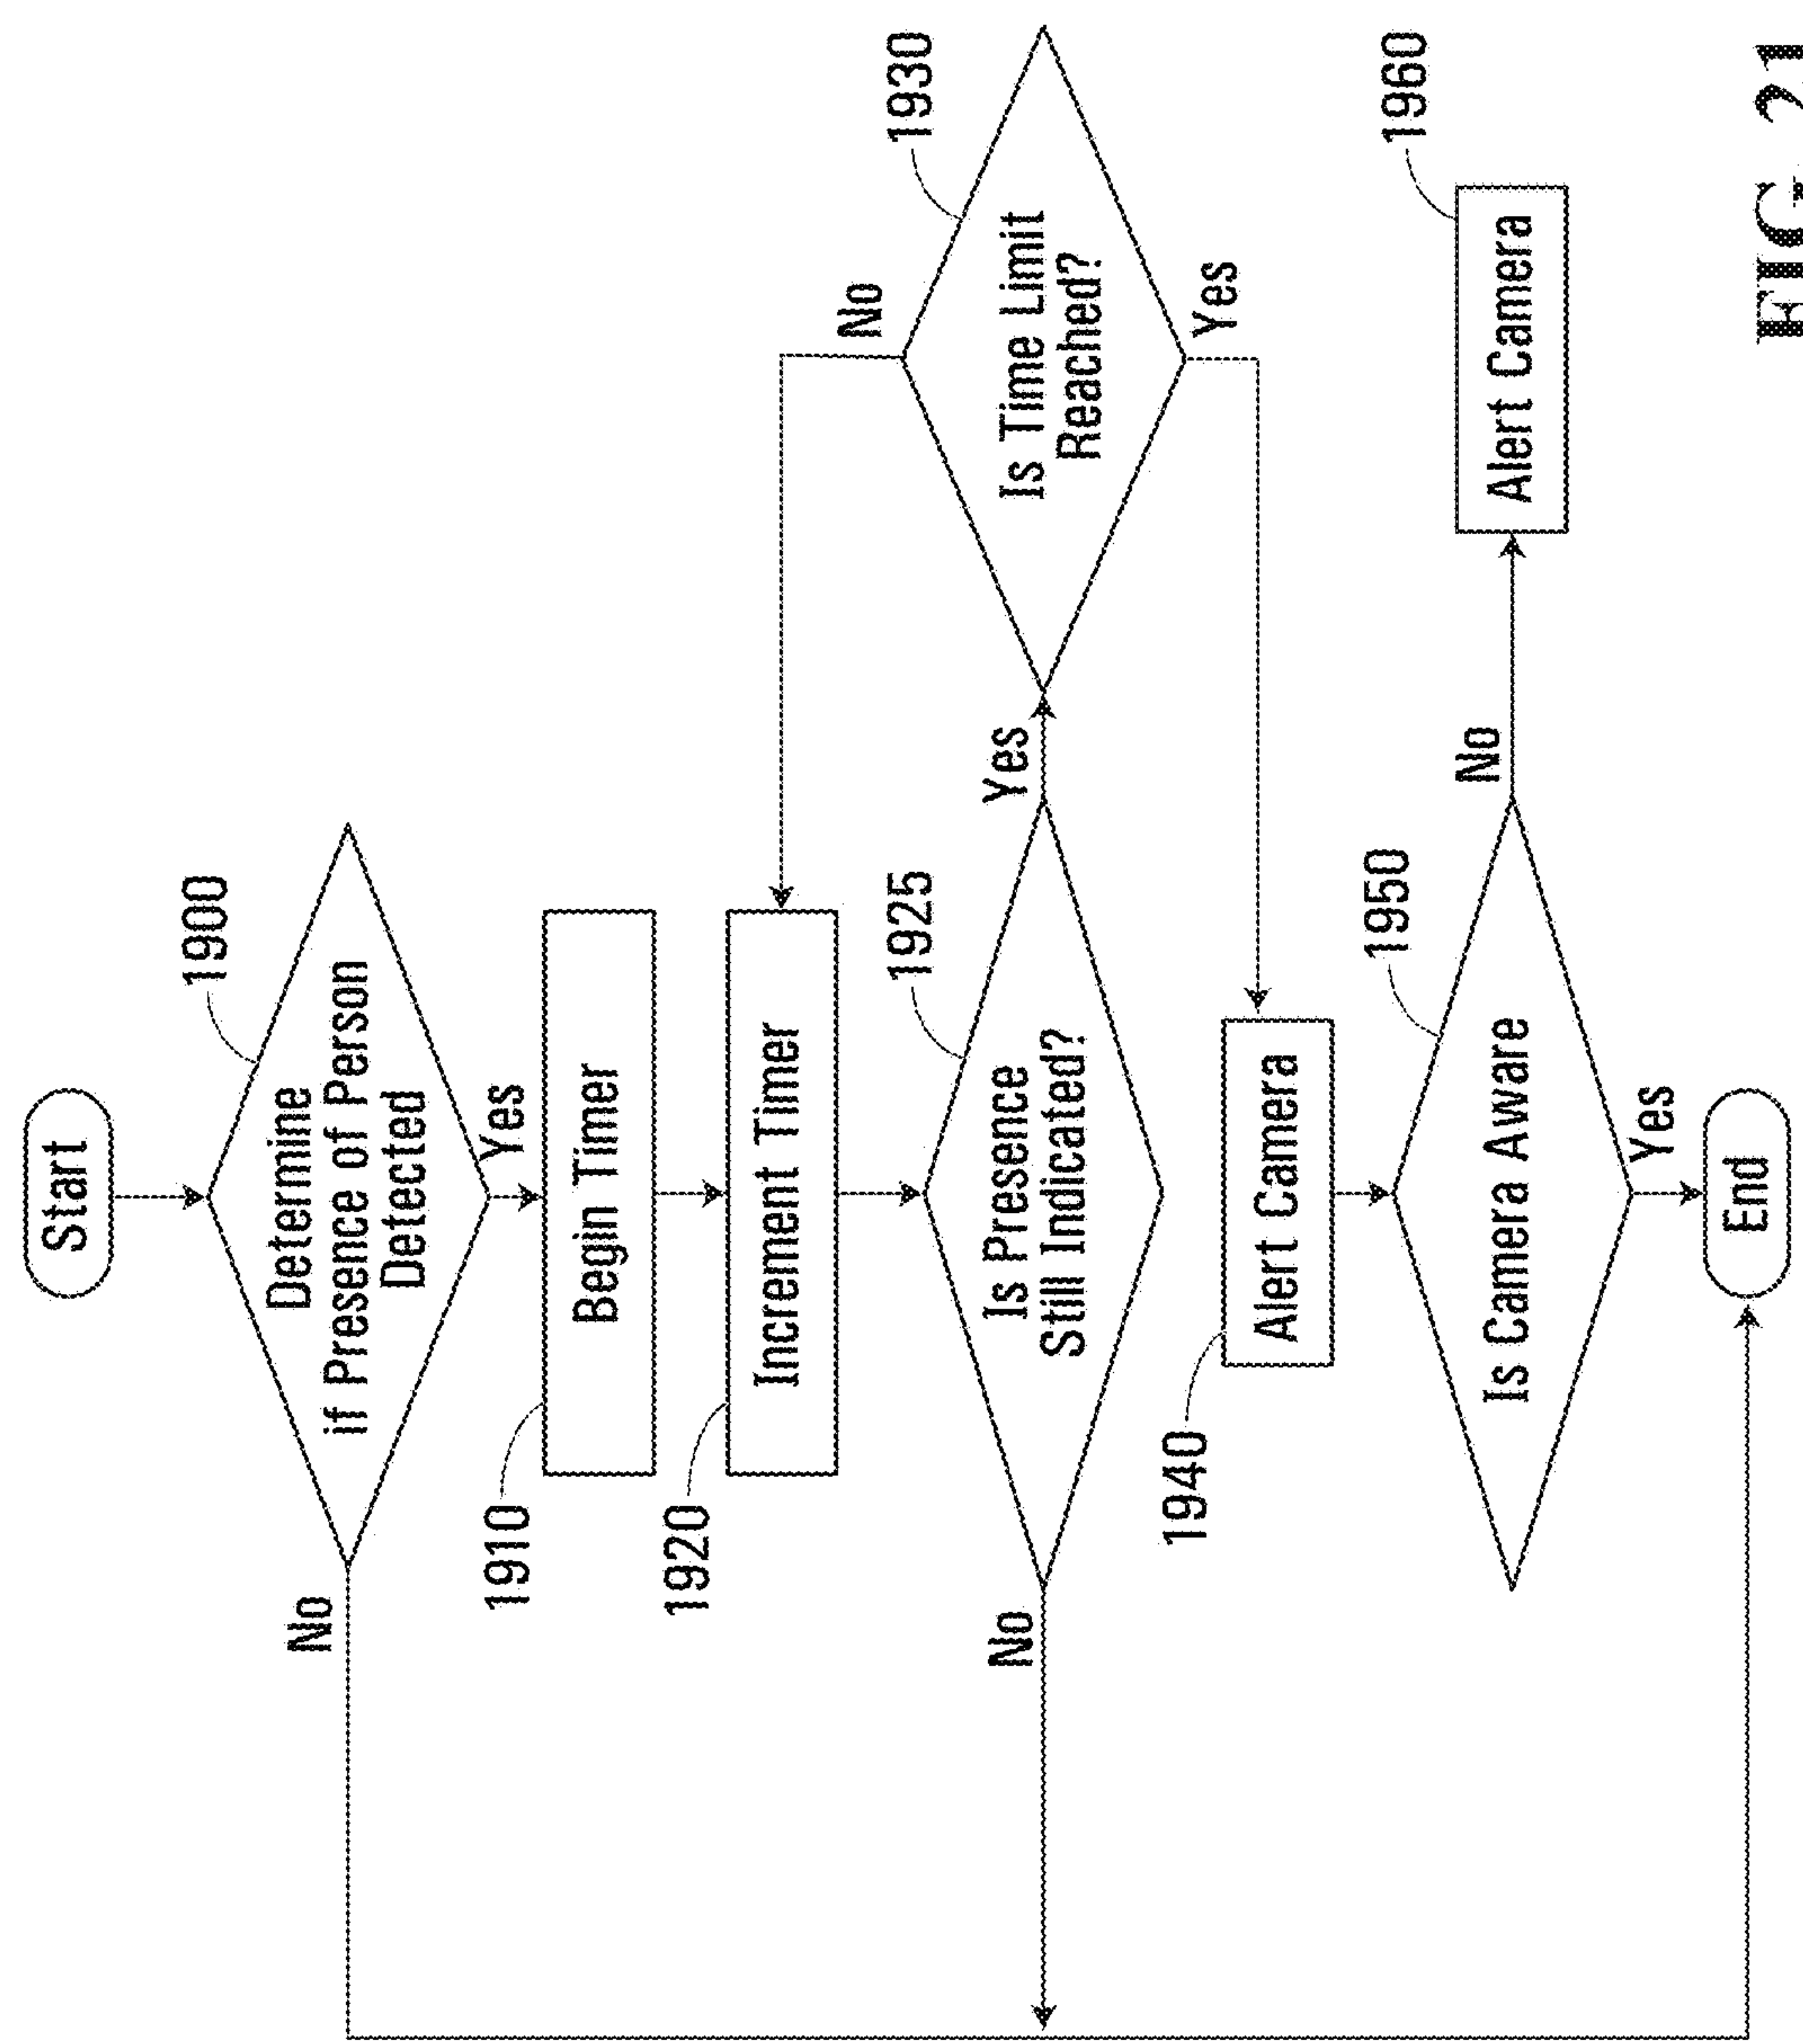 Start
1900
Determine
if Presence of Person
Detected
No
Yes
1910
Begin Timer
1920
Increment Timer
No
1925
Is Presence
Still Indicated?
No
Yes
1930
Is Time Limit
Reached?
Yes
1940
Alert Camera
1950
Is Camera Aware
No
Yes
1960
Alert Camera
End
FIG. 21